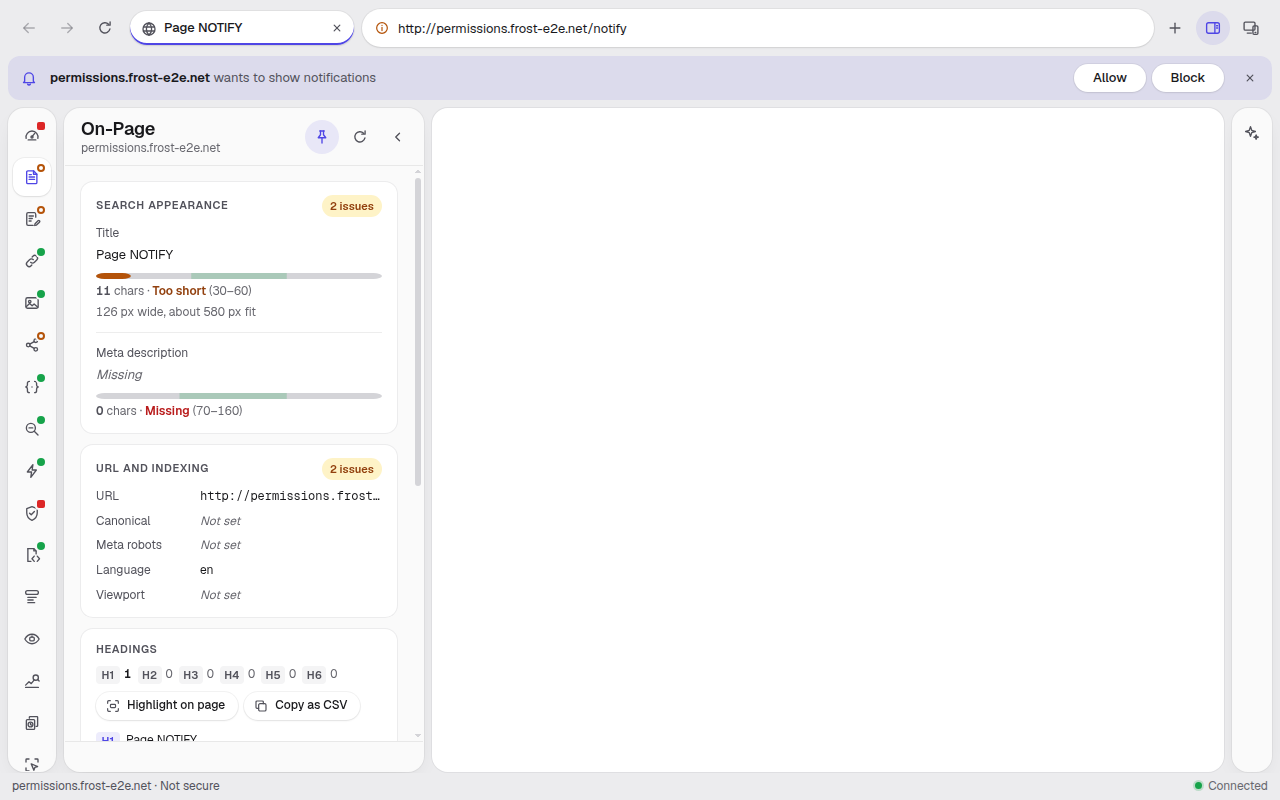 Page NOTIFY
http://permissions.frost-e2e.net/notify
permissions.frost-e2e.net wants to show notifications
Allow
Block
On-Page
permissions.frost-e2e.net
SEARCH APPEARANCE
2 issues
Title
Page NOTIFY
11 chars · Too short (30–60)
126 px wide, about 580 px fit
Meta description
Missing
0 chars · Missing (70–160)
URL AND INDEXING
2 issues
URL http://permissions.frost…
Canonical Not set
Meta robots Not set
Language en
Viewport Not set
HEADINGS
H1 1 H2 0 H3 0 H4 0 H5 0 H6 0
Highlight on page
Copy as CSV
H1 Page NOTIFY
permissions.frost-e2e.net · Not secure
Connected